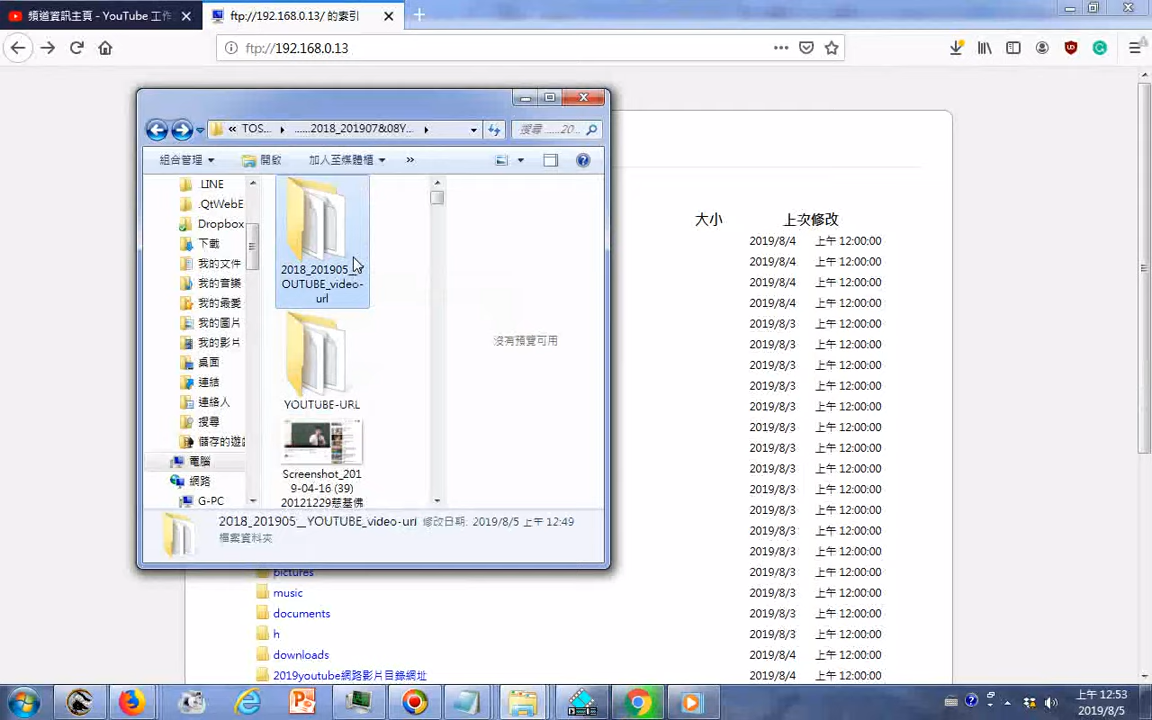 頻道資訊主頁 - YouTube 工作
ftp://192.168.0.13/ 的索引
ftp://192.168.0.13
« TOS...
......2018_201907&08Y...
搜尋 ......20...
組合管理
開啟
加入至媒體櫃
»
LINE
.QtWebE
Dropbox
下載
我的文件
我的音樂
我的最愛
我的圖片
我的影片
桌面
連結
連絡人
搜尋
儲存的遊
電腦
網路
G-PC
2018_201905__Y
OUTUBE_video-
url
YOUTUBE-URL
Screenshot_201
9-04-16 (39)
20121229慈基佛
沒有預覽可用
2018_201905__YOUTUBE_video-url 修改日期: 2019/8/5 上午 12:49
檔案資料夾
大小 上次修改
2019/8/4 上午 12:00:00
2019/8/4 上午 12:00:00
2019/8/4 上午 12:00:00
2019/8/4 上午 12:00:00
2019/8/3 上午 12:00:00
2019/8/3 上午 12:00:00
2019/8/3 上午 12:00:00
2019/8/3 上午 12:00:00
2019/8/3 上午 12:00:00
2019/8/3 上午 12:00:00
2019/8/3 上午 12:00:00
2019/8/3 上午 12:00:00
2019/8/3 上午 12:00:00
2019/8/3 上午 12:00:00
2019/8/3 上午 12:00:00
2019/8/3 上午 12:00:00
pictures 2019/8/3 上午 12:00:00
music 2019/8/3 上午 12:00:00
documents 2019/8/3 上午 12:00:00
h 2019/8/3 上午 12:00:00
downloads 2019/8/4 上午 12:00:00
2019youtube網路影片目錄網址 2019/8/3 上午 12:00:00
上午 12:53
2019/8/5